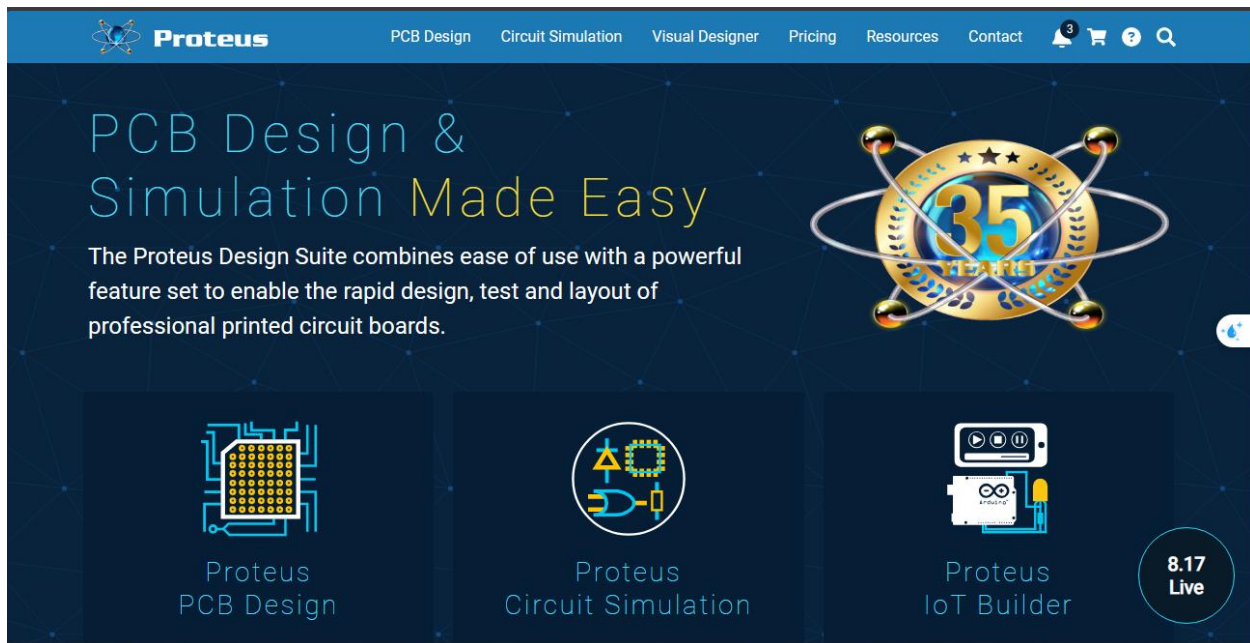 Proteus
PCB Design
Circuit Simulation
Visual Designer
Pricing
Resources
Contact
3
PCB Design &
Simulation Made Easy
The Proteus Design Suite combines ease of use with a powerful
feature set to enable the rapid design, test and layout of
professional printed circuit boards.
35
YEARS
Arduino
Proteus
PCB Design
Proteus
Circuit Simulation
Proteus
IoT Builder
8.17
Live